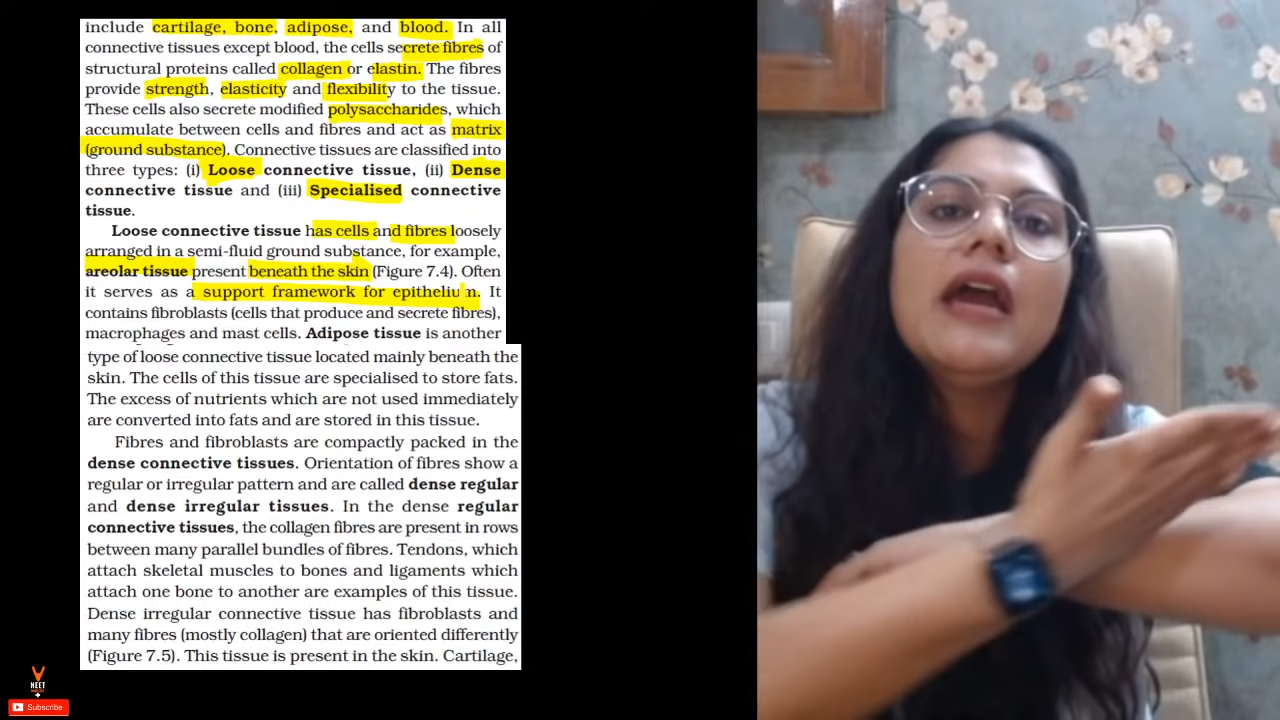 include cartilage, bone, adipose, and blood. In all
connective tissues except blood, the cells secrete fibres of
structural proteins called collagen or elastin. The fibres
provide strength, elasticity and flexibility to the tissue.
These cells also secrete modified polysaccharides, which
accumulate between cells and fibres and act as matrix
(ground substance). Connective tissues are classified into
three types: (i) Loose connective tissue, (ii) Dense
connective tissue and (iii) Specialised connective
tissue.
Loose connective tissue has cells and fibres loosely
arranged in a semi-fluid ground substance, for example,
areolar tissue present beneath the skin (Figure 7.4). Often
it serves as a support framework for epithelium. It
contains fibroblasts (cells that produce and secrete fibres),
macrophages and mast cells. Adipose tissue is another
type of loose connective tissue located mainly beneath the
skin. The cells of this tissue are specialised to store fats.
The excess of nutrients which are not used immediately
are converted into fats and are stored in this tissue.
Fibres and fibroblasts are compactly packed in the
dense connective tissues. Orientation of fibres show a
regular or irregular pattern and are called dense regular
and dense irregular tissues. In the dense regular
connective tissues, the collagen fibres are present in rows
between many parallel bundles of fibres. Tendons, which
attach skeletal muscles to bones and ligaments which
attach one bone to another are examples of this tissue.
Dense irregular connective tissue has fibroblasts and
many fibres (mostly collagen) that are oriented differently
(Figure 7.5). This tissue is present in the skin. Cartilage,
NEET
Subscribe